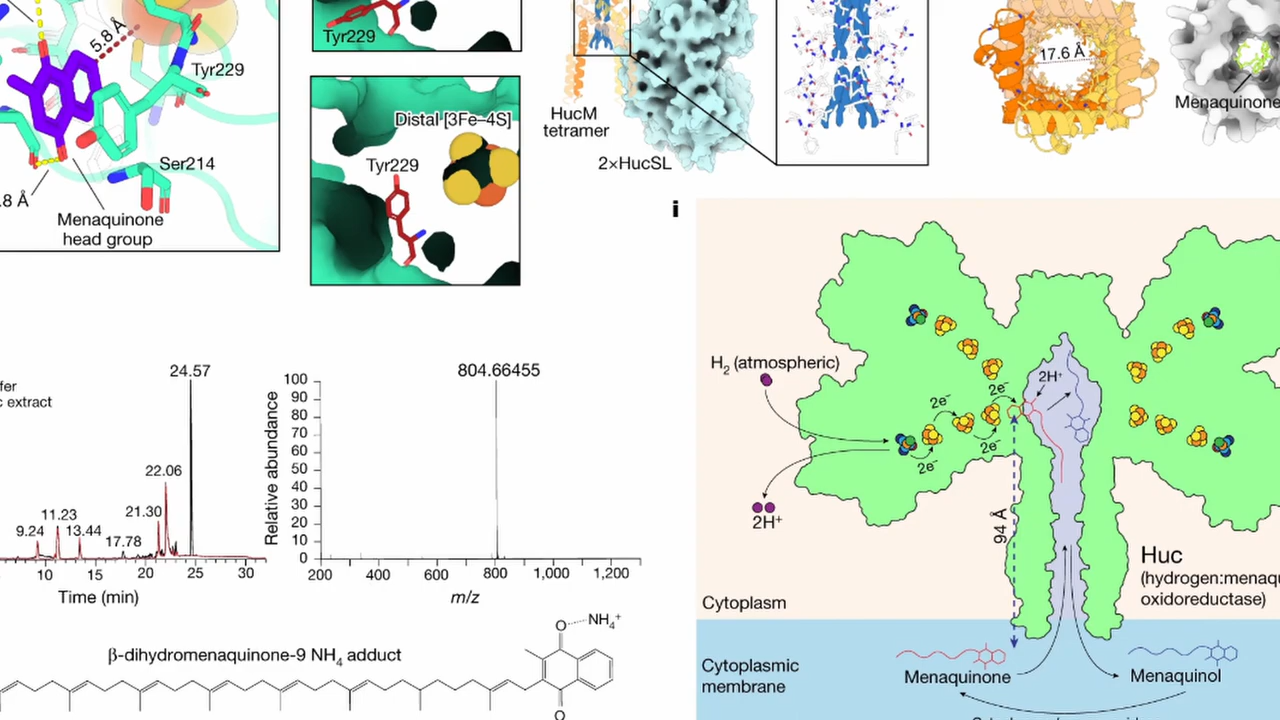 5.8 Å
Tyr229
Ser214
.8 Å
Menaquinone
head group
Tyr229
Distal [3Fe–4S]
Tyr229
HucM
tetramer
2×HucSL
17.6 Å
Menaquinone
fer
c extract
24.57
22.06
21.30
11.23
9.24
13.44
17.78
10
15
20
25
30
Time (min)
804.66455
Relative abundance
100
90
80
70
60
50
40
30
20
10
0
200
400
600
800
1,000
1,200
m/z
β-dihydromenaquinone-9 NH₄ adduct
O
NH₄⁺
O
i
H₂ (atmospheric)
2H⁺
2e⁻
2e⁻
2e⁻
2e⁻
2H⁺
94 Å
Huc
(hydrogen:menaqu
oxidoreductase)
Cytoplasm
Cytoplasmic
membrane
Menaquinone
Menaquinol